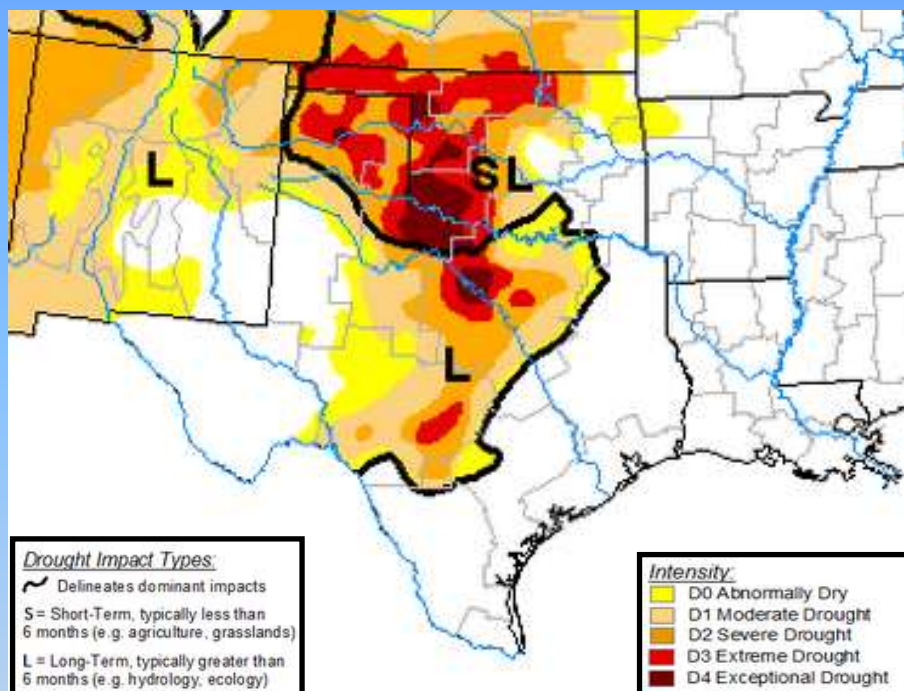 L
SL
L
Drought Impact Types:
Delineates dominant impacts
S = Short-Term, typically less than
6 months (e.g. agriculture, grasslands)
L = Long-Term, typically greater than
6 months (e.g. hydrology, ecology)
Intensity:
D0 Abnormally Dry
D1 Moderate Drought
D2 Severe Drought
D3 Extreme Drought
D4 Exceptional Drought